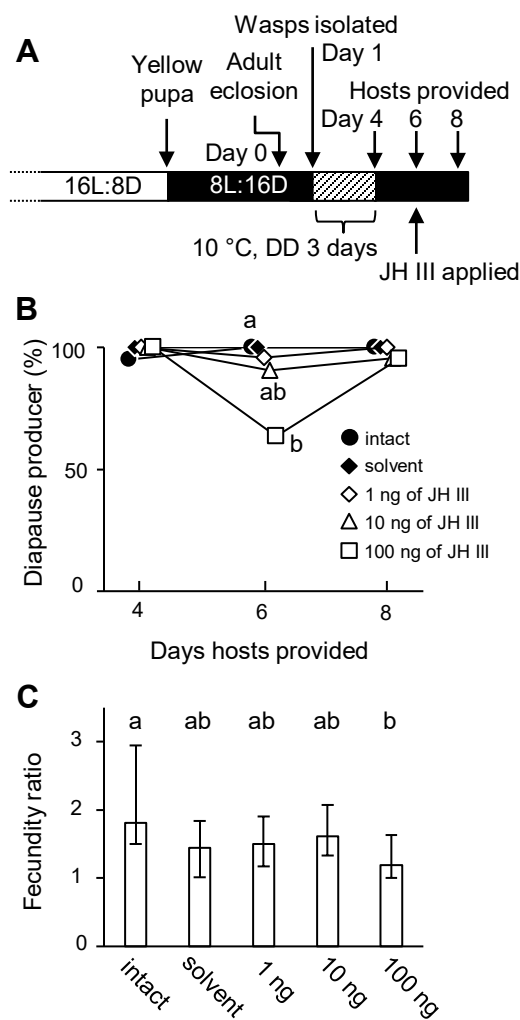 A
Wasps isolated
Day 1
Yellow
pupa
Adult
eclosion
Hosts provided
Day 4 6 8
Day 0
16L:8D
8L:16D
10 °C, DD 3 days
JH III applied
B
Diapause producer (%)
100
50
0
a
ab
b
intact
solvent
1 ng of JH III
10 ng of JH III
100 ng of JH III
4 6 8
Days hosts provided
C
Fecundity ratio
3
2
1
0
a ab ab ab b
intact
solvent
1 ng
10 ng
100 ng